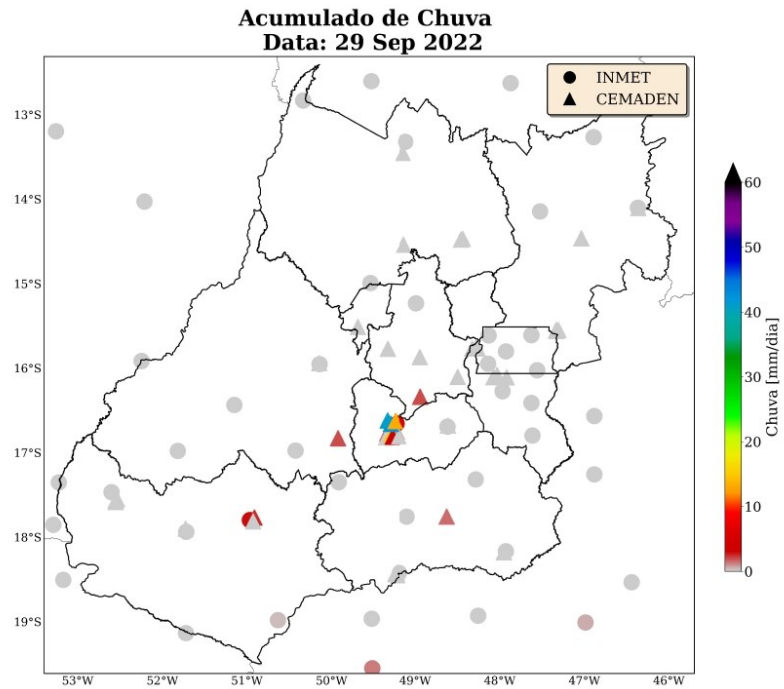 Acumulado de Chuva
Data: 29 Sep 2022
INMET
CEMADEN
13°S
14°S
15°S
16°S
17°S
18°S
19°S
53°W
52°W
51°W
50°W
49°W
48°W
47°W
46°W
60
50
40
30
20
10
0
Chuva [mm/dia]